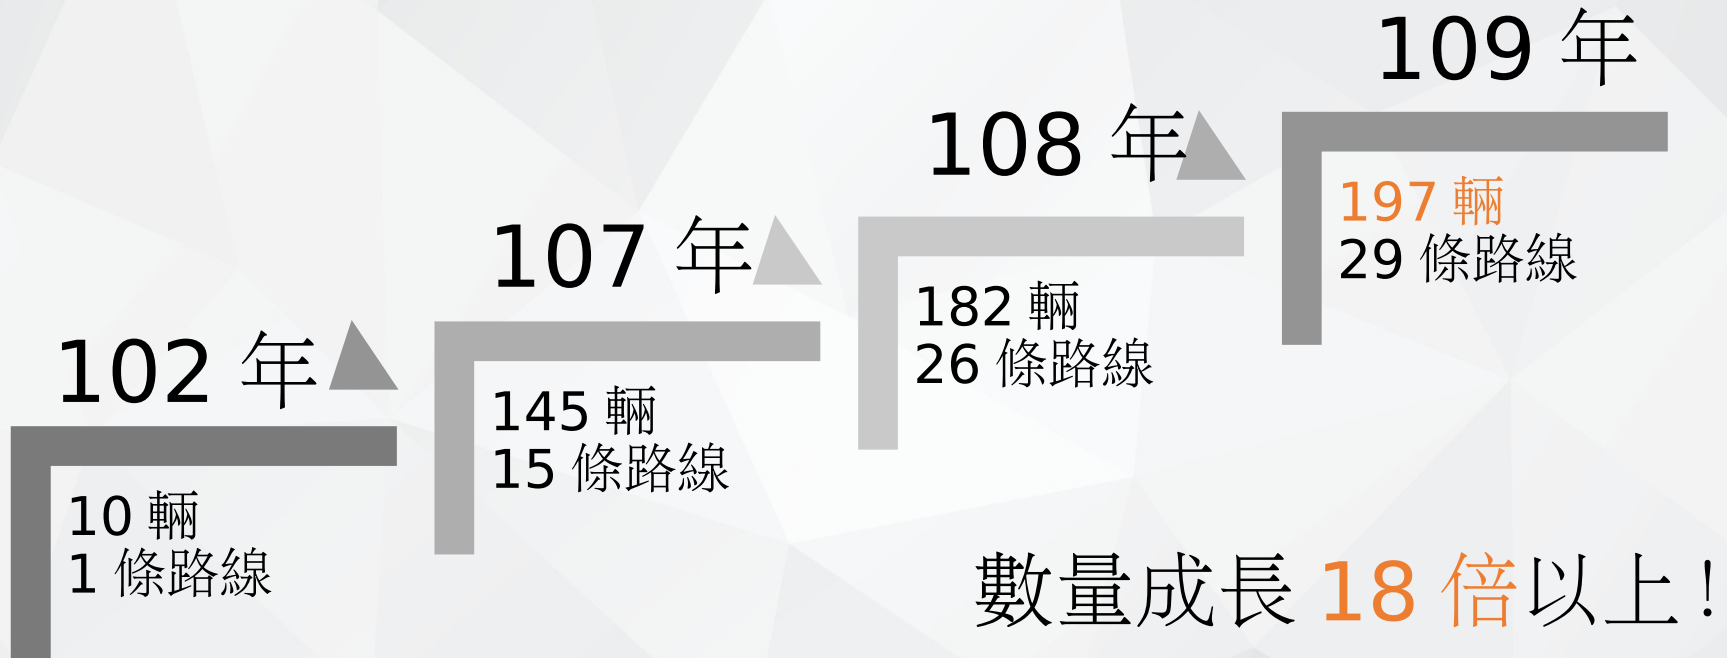 102 年
10 輛
1 條路線
107 年
145 輛
15 條路線
108 年
182 輛
26 條路線
109 年
197 輛
29 條路線
數量成長 18 倍以上!